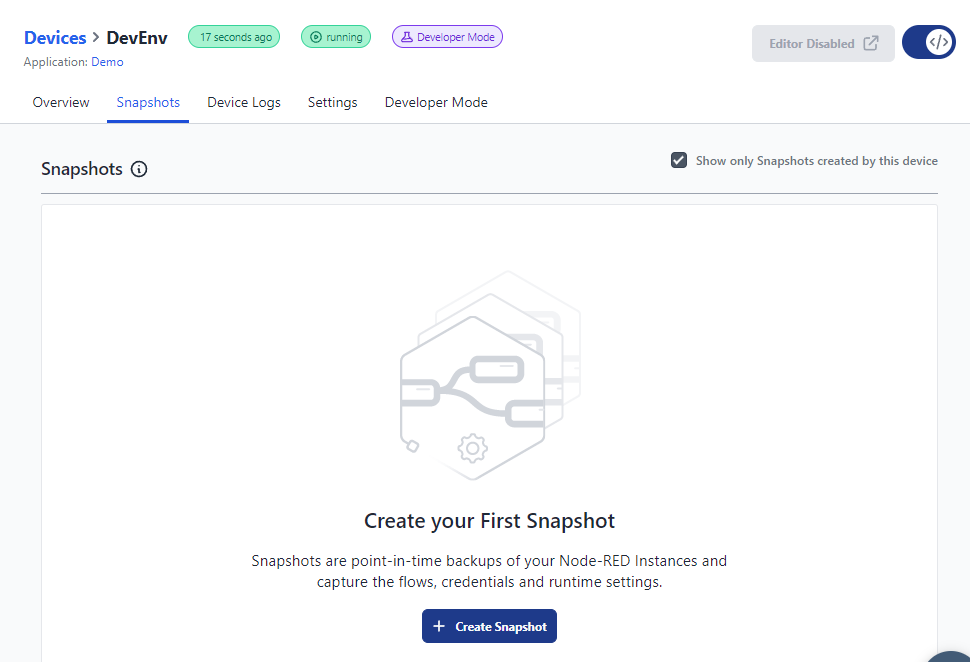 Devices > DevEnv 17 seconds ago running Developer Mode Editor Disabled </>
Application: Demo
Overview Snapshots Device Logs Settings Developer Mode
Snapshots Show only Snapshots created by this device
Create your First Snapshot
Snapshots are point-in-time backups of your Node-RED Instances and
capture the flows, credentials and runtime settings.
+ Create Snapshot